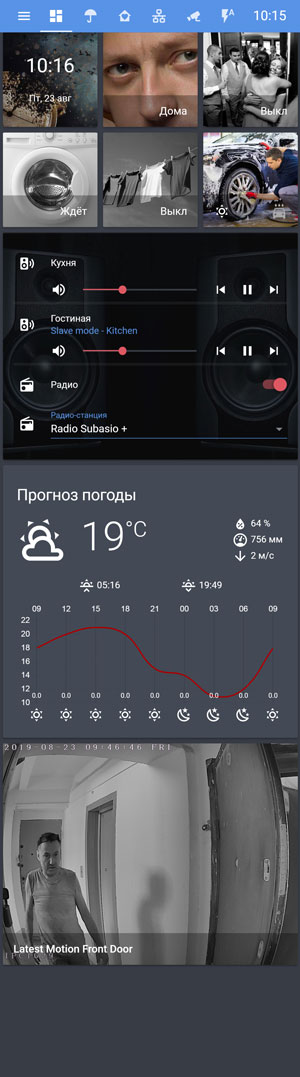 10:15
10:16
Пт, 23 авг
Дома
Выкл
Ждёт
Выкл
Кухня
Гостиная
Slave mode - Kitchen
Радио
Радио-станция
Radio Subasio +
Прогноз погоды
19°C
64 %
756 мм
2 м/с
05:16
19:49
09 12 15 18 21 00 03 06 09
22
20
18
16
14
12
10
0.0 0.0 0.0 0.0 0.0 0.0 0.0 0.0 0.0
2019-08-23 09:46:46 FRI
Latest Motion Front Door